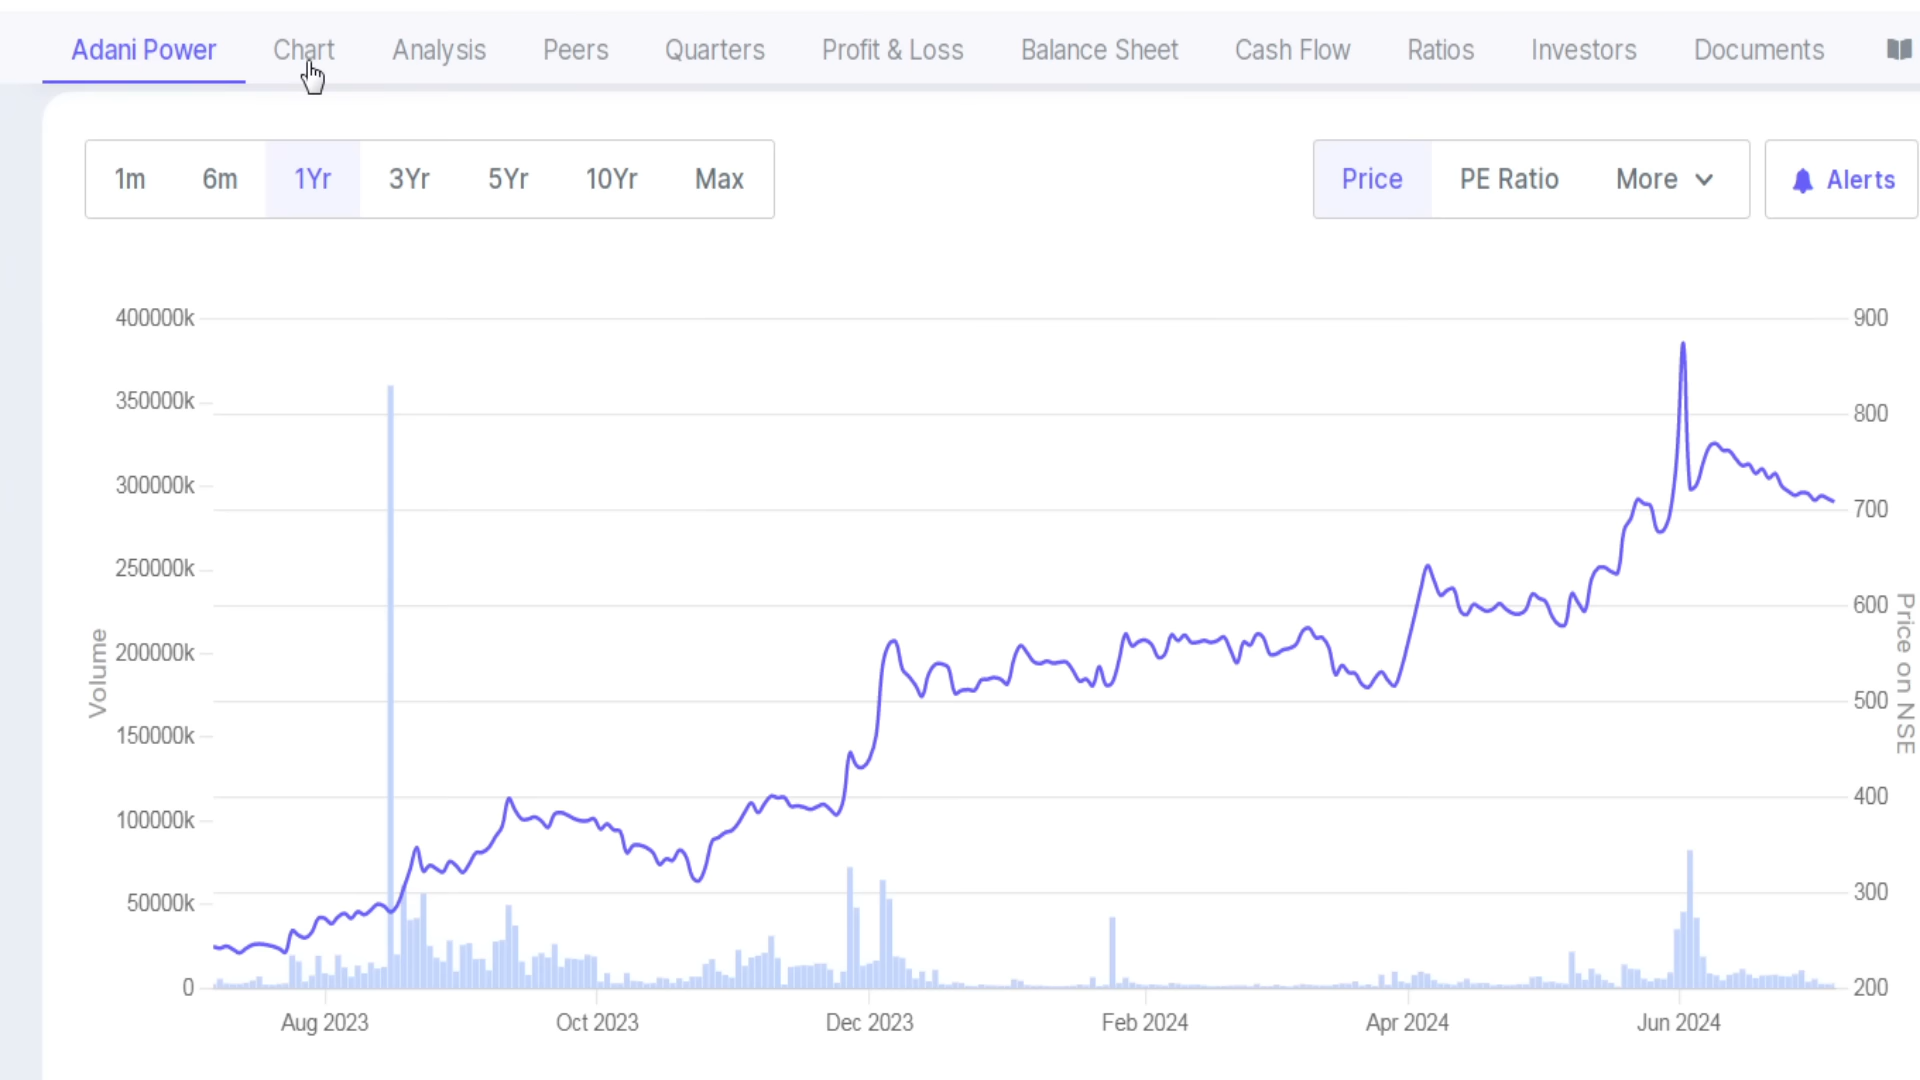 Adani Power Chart Analysis Peers Quarters Profit & Loss Balance Sheet Cash Flow Ratios Investors Documents
1m 6m 1Yr 3Yr 5Yr 10Yr Max Price PE Ratio More Alerts
400000k 900
350000k 800
300000k 700
250000k 600
200000k 500
150000k 400
100000k 300
50000k 200
0
Volume
Price on NSE
Aug 2023 Oct 2023 Dec 2023 Feb 2024 Apr 2024 Jun 2024